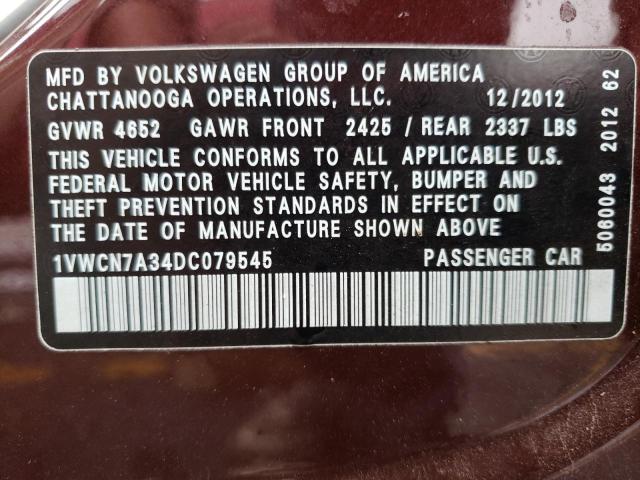 MFD BY VOLKSWAGEN GROUP OF AMERICA
CHATTANOOGA OPERATIONS, LLC. 12/2012
GVWR 4652 GAWR FRONT 2425 / REAR 2337 LBS
THIS VEHICLE CONFORMS TO ALL APPLICABLE U.S.
FEDERAL MOTOR VEHICLE SAFETY, BUMPER AND
THEFT PREVENTION STANDARDS IN EFFECT ON
THE DATE OF MANUFACTURE SHOWN ABOVE
1VWCN7A34DC079545 PASSENGER CAR
5060043 2012 62